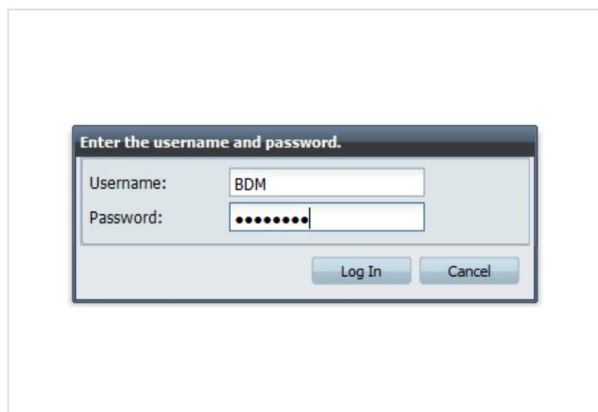 Enter the username and password.
Username: BDM
Password: ●●●●●●●●
Log In Cancel